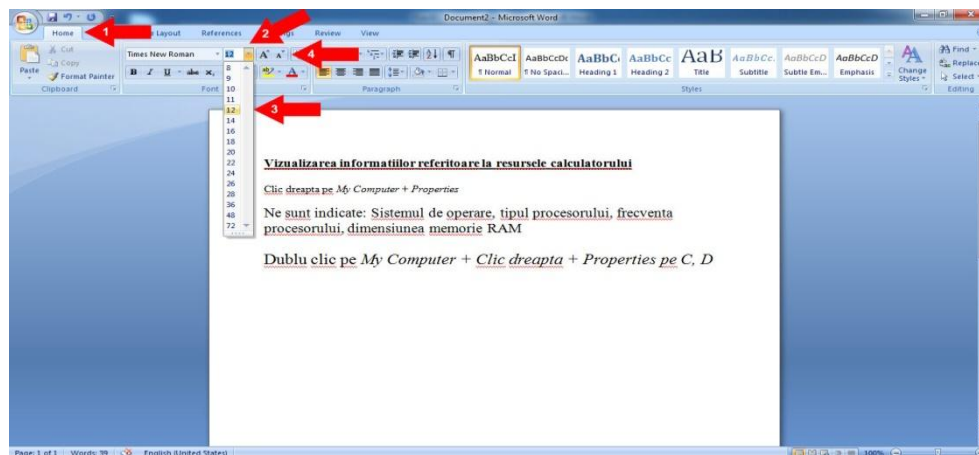 Document2 - Microsoft Word
Home
1
Layout
References
2
Review
View
Cut
Copy
Paste
Format Painter
Clipboard
Times New Roman
12
4
B I U abc x,
Font
Paragraph
8
9
10
11
12
3
14
16
18
20
22
24
26
28
36
48
72
AaBbCcI
AaBbCcDc
AaBbC
AaBbCc
AaB
AaBbCc.
AaBbCcD
AaBbCcD
¶ Normal
¶ No Spaci...
Heading 1
Heading 2
Title
Subtitle
Subtle Em...
Emphasis
Change Styles
Styles
Find
Replace
Select
Editing
Vizualizarea informatiilor referitoare la resursele calculatorului
Clic dreapta pe My Computer + Properties
Ne sunt indicate: Sistemul de operare, tipul procesorului, frecventa
procesorului, dimensiunea memorie RAM
Dublu clic pe My Computer + Clic dreapta + Properties pe C, D
Page: 1 of 1
Words: 39
English (United States)
100%